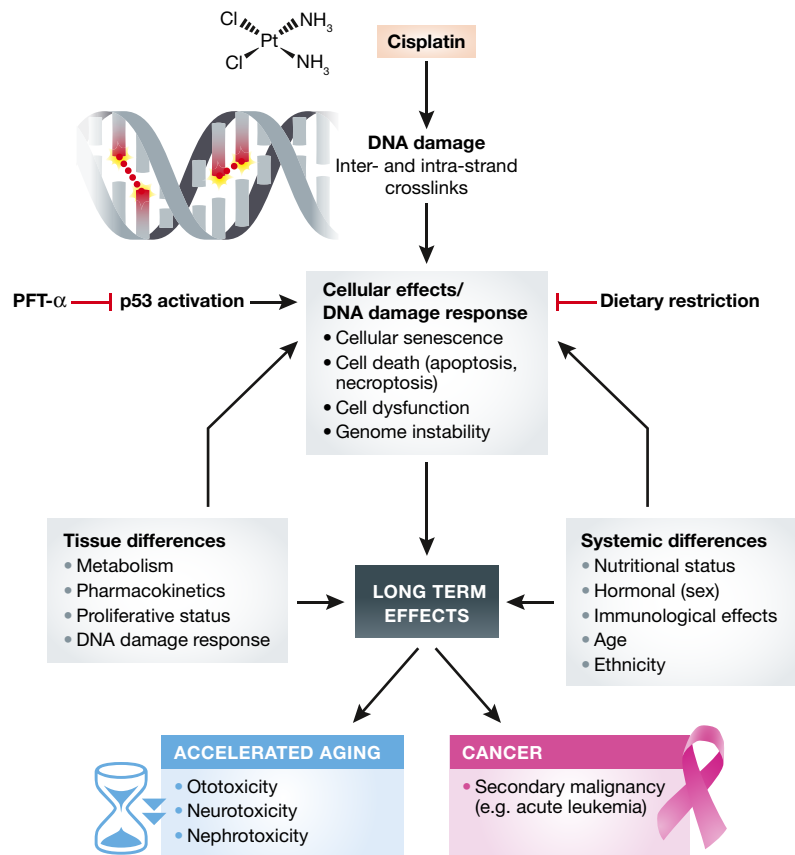 Cl
NH3
Pt
Cl
NH3
Cisplatin
DNA damage
Inter- and intra-strand
crosslinks
PFT-α
p53 activation
Cellular effects/
DNA damage response
• Cellular senescence
• Cell death (apoptosis,
necroptosis)
• Cell dysfunction
• Genome instability
Dietary restriction
Tissue differences
• Metabolism
• Pharmacokinetics
• Proliferative status
• DNA damage response
LONG TERM
EFFECTS
Systemic differences
• Nutritional status
• Hormonal (sex)
• Immunological effects
• Age
• Ethnicity
ACCELERATED AGING
• Ototoxicity
• Neurotoxicity
• Nephrotoxicity
CANCER
• Secondary malignancy
(e.g. acute leukemia)